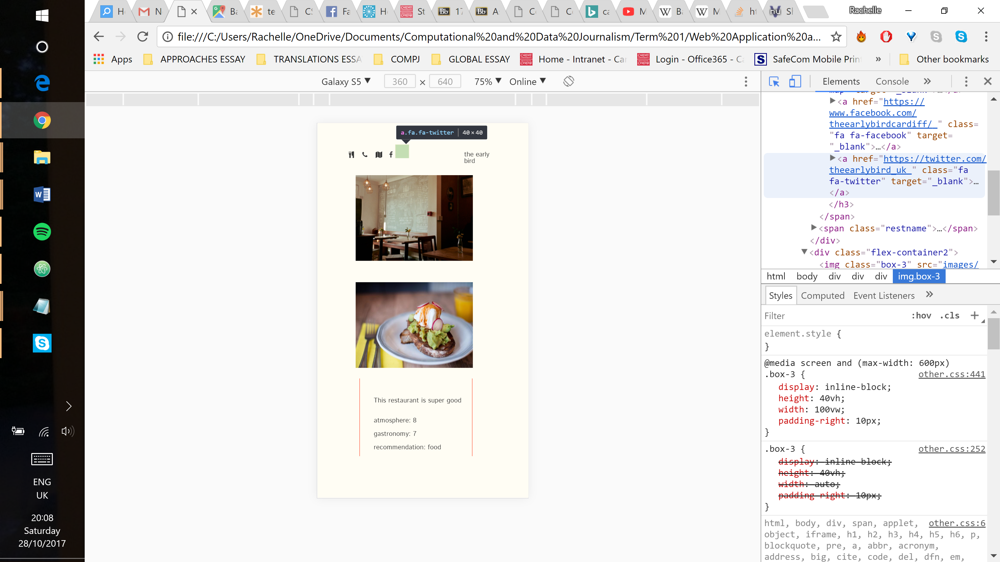 H
N
Ba
te
CS
Fa
H
St
17
A
C
C
ca
M
B
M
ht
Sl
Rachelle
file:///C:/Users/Rachelle/OneDrive/Documents/Computational%20and%20Data%20Journalism/Term%201/Web%20Application%20a...
Apps
APPROACHES ESSAY
TRANSLATIONS ESSA
COMPJ
GLOBAL ESSAY
Home - Intranet - Car
Login - Office365 - Ca
SafeCom Mobile Prin
»
Other bookmarks
Galaxy S5 ▼ 360 × 640 75% ▼ Online ▼
a.fa.fa-twitter | 40×40
the early
bird
This restaurant is super good
atmosphere: 8
gastronomy: 7
recommendation: food
Elements Console »
<a href="https://
www.facebook.com/
theearlybirdcardiff/ " class=
"fa fa-facebook" target=
"_blank">…</a>
<a href="https://twitter.com/
theearlybird_uk " class="fa
fa-twitter" target="_blank">…
</a>
</h3>
</span>
<span class="restname">…</span>
</div>
<div class="flex-container2">
<img class="box-3" src="images/
html body div div div img.box-3
Styles Computed Event Listeners »
Filter :hov .cls +
element.style {
}
@media screen and (max-width: 600px)
.box-3 { other.css:441
display: inline-block;
height: 40vh;
width: 100vw;
padding-right: 10px;
}
.box-3 { other.css:252
display: inline-block;
height: 40vh;
width: auto;
padding-right: 10px;
}
html, body, div, span, applet, other.css:6
object, iframe, h1, h2, h3, h4, h5, h6, p,
blockquote, pre, a, abbr, acronym,
address, big, cite, code, del, dfn, em,
ENG
UK
20:08
Saturday
28/10/2017